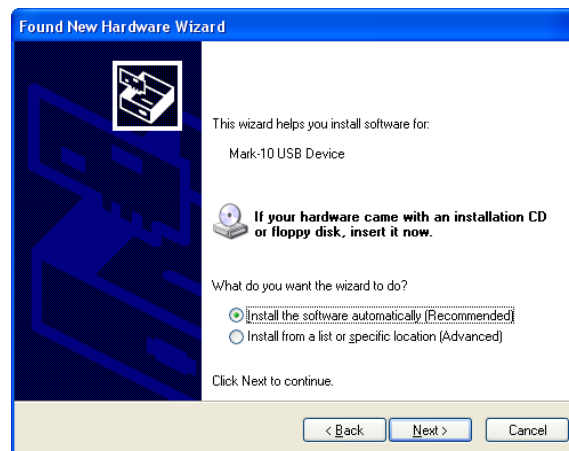 Found New Hardware Wizard
This wizard helps you install software for:
Mark-10 USB Device
If your hardware came with an installation CD
or floppy disk, insert it now.
What do you want the wizard to do?
Install the software automatically (Recommended)
Install from a list or specific location (Advanced)
Click Next to continue.
< Back Next > Cancel